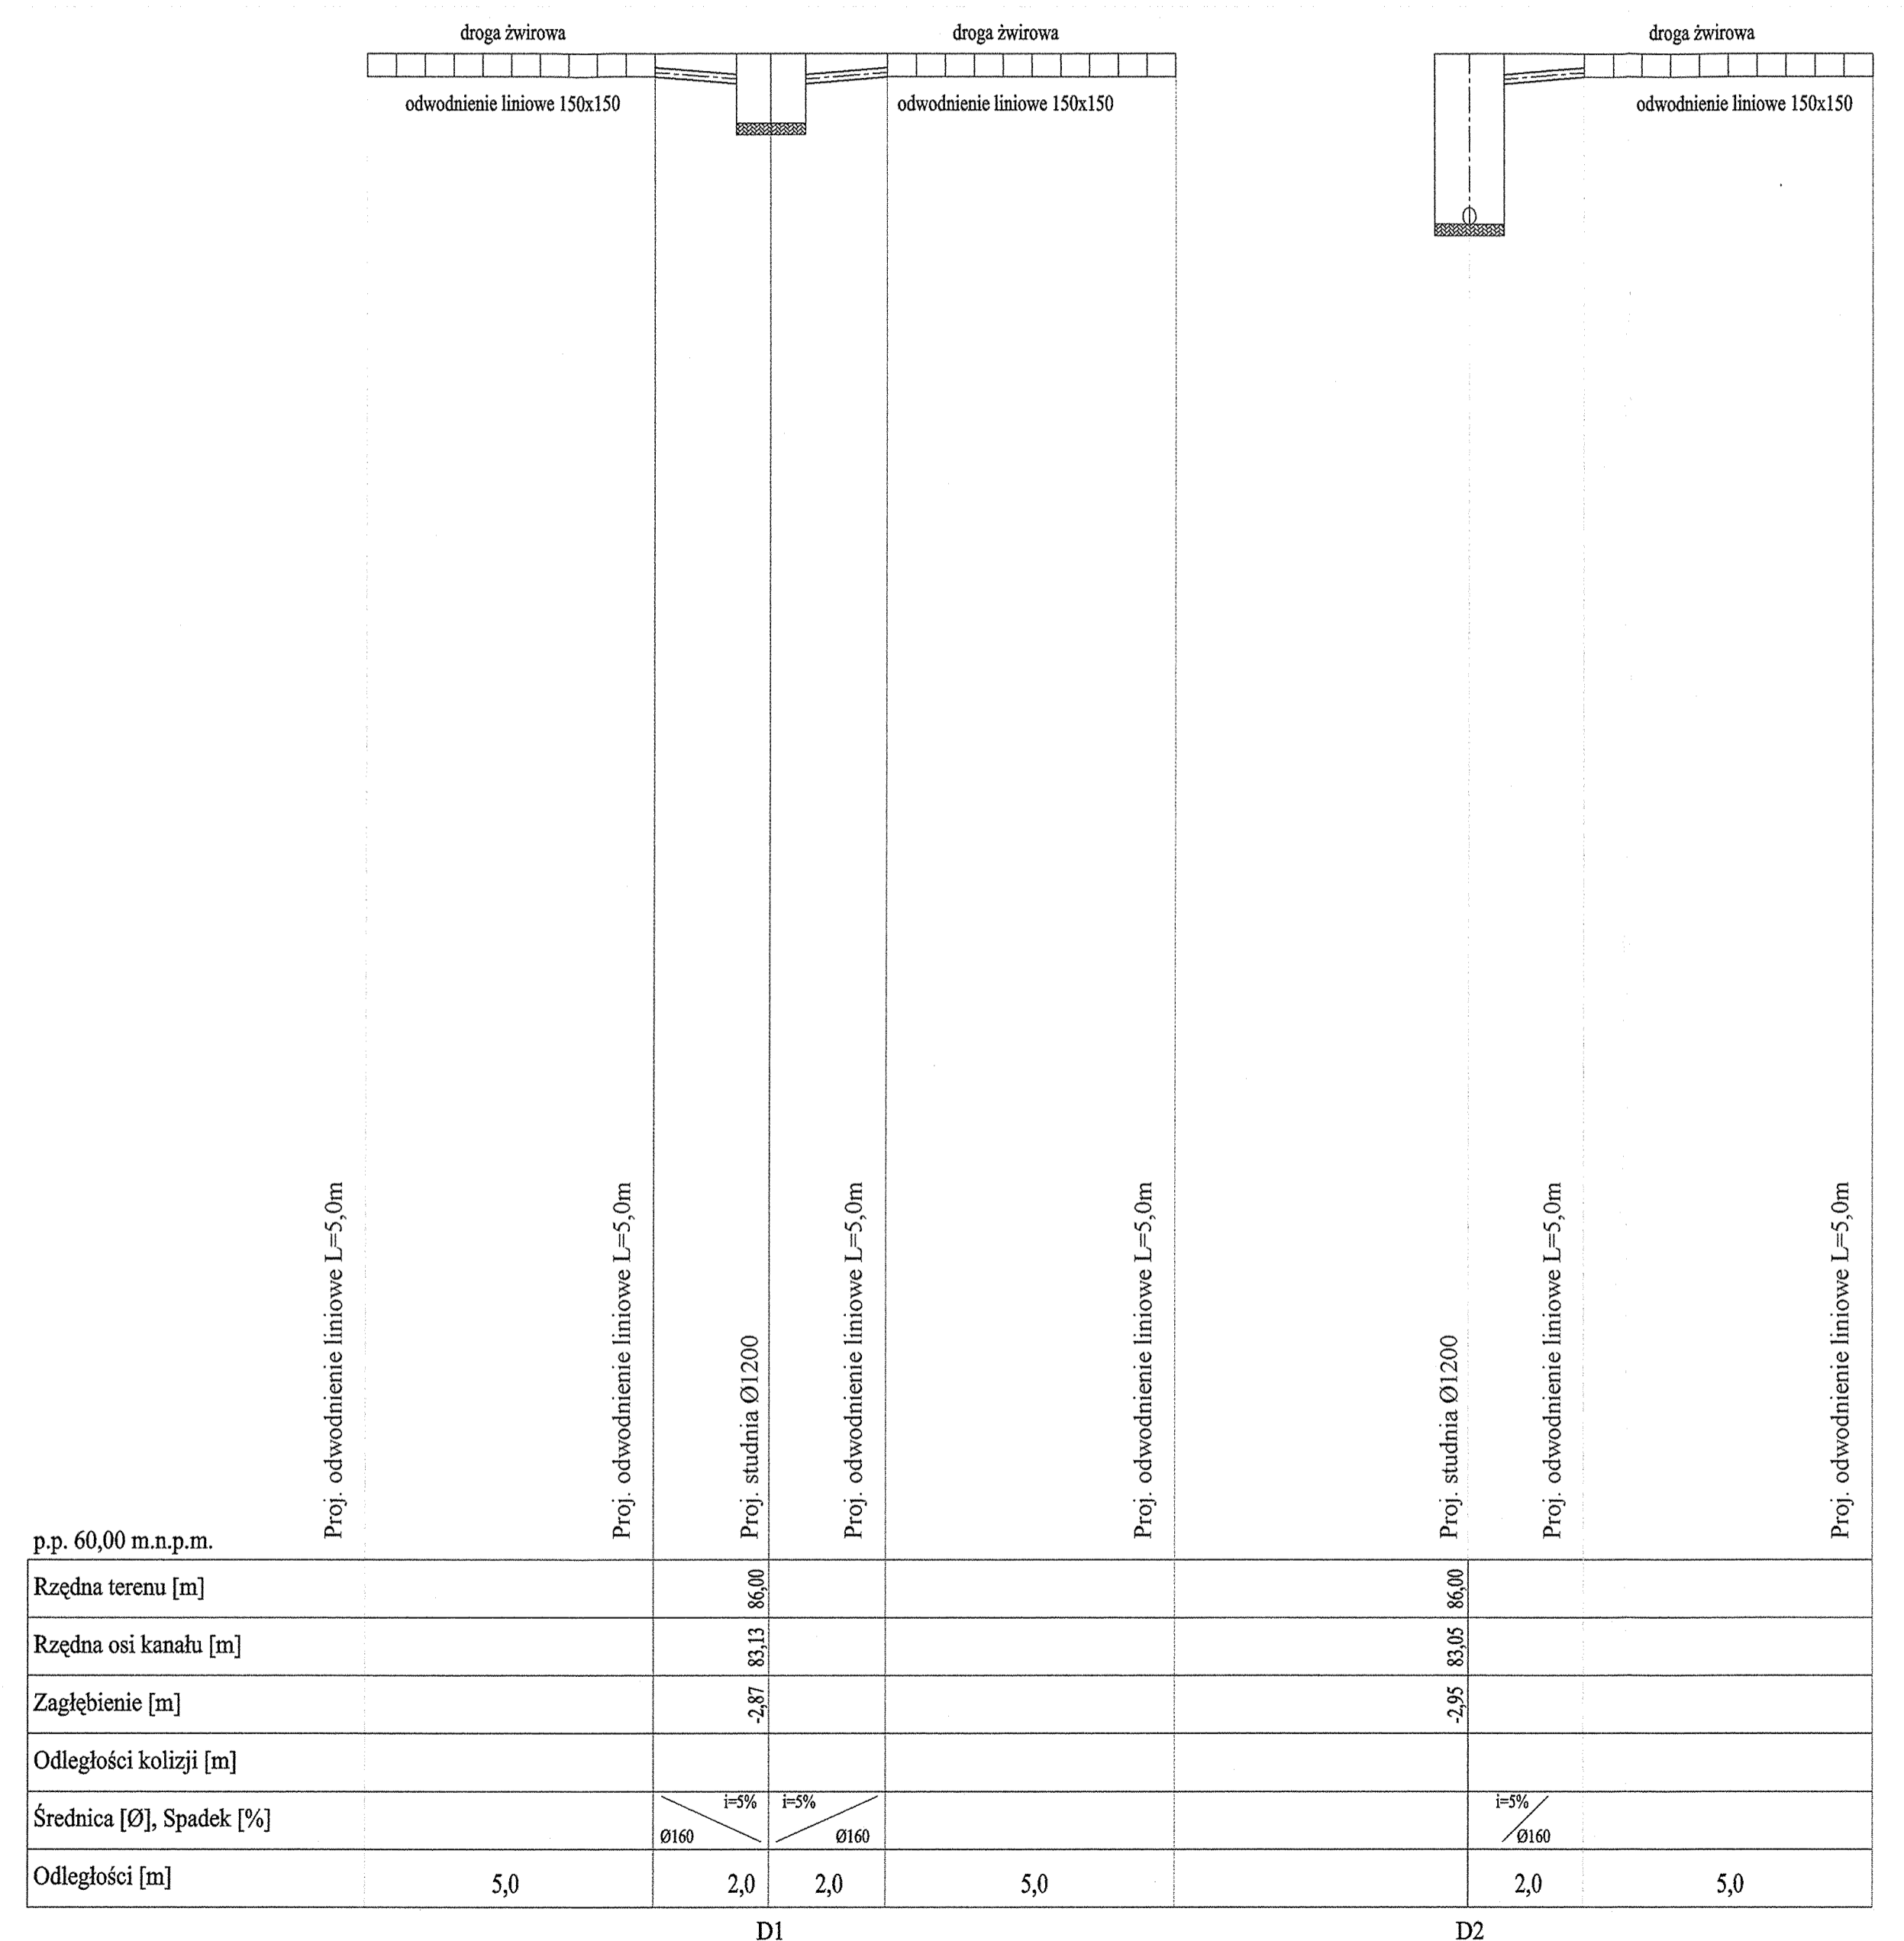 droga żwirowa
droga żwirowa
droga żwirowa
odwodnienie liniowe 150x150
odwodnienie liniowe 150x150
odwodnienie liniowe 150x150
Proj. odwodnienie liniowe L=5,0m
Proj. odwodnienie liniowe L=5,0m
Proj. studnia Ø1200
Proj. odwodnienie liniowe L=5,0m
Proj. odwodnienie liniowe L=5,0m
Proj. studnia Ø1200
Proj. odwodnienie liniowe L=5,0m
Proj. odwodnienie liniowe L=5,0m
p.p. 60,00 m.n.p.m.
Rzędna terenu [m]
86,00
86,00
Rzędna osi kanału [m]
83,13
83,05
Zagłębienie [m]
-2,87
-2,95
Odległości kolizji [m]
Średnica [Ø], Spadek [%]
i=5%
Ø160
i=5%
Ø160
i=5%
Ø160
Odległości [m]
5,0
2,0
2,0
5,0
2,0
5,0
D1
D2